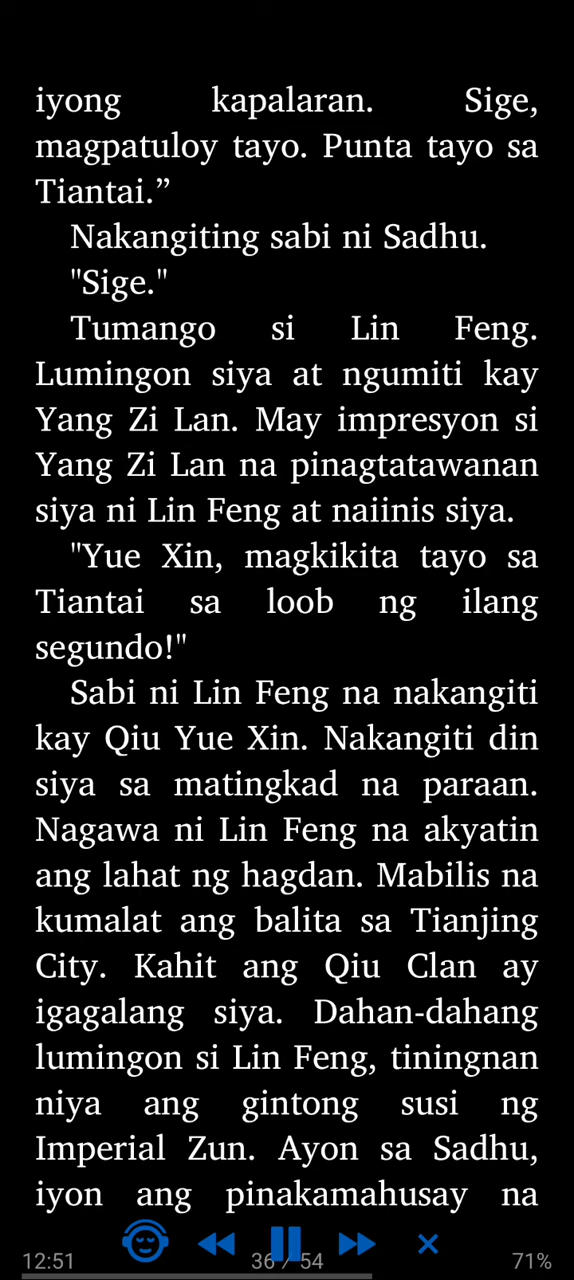 iyong kapalaran. Sige,
magpatuloy tayo. Punta tayo sa
Tiantai.”
Nakangiting sabi ni Sadhu.
"Sige."
Tumango si Lin Feng.
Lumingon siya at ngumiti kay
Yang Zi Lan. May impresyon si
Yang Zi Lan na pinagtatawanan
siya ni Lin Feng at naiinis siya.
"Yue Xin, magkikita tayo sa
Tiantai sa loob ng ilang
segundo!"
Sabi ni Lin Feng na nakangiti
kay Qiu Yue Xin. Nakangiti din
siya sa matingkad na paraan.
Nagawa ni Lin Feng na akyatin
ang lahat ng hagdan. Mabilis na
kumalat ang balita sa Tianjing
City. Kahit ang Qiu Clan ay
igagalang siya. Dahan-dahang
lumingon si Lin Feng, tiningnan
niya ang gintong susi ng
Imperial Zun. Ayon sa Sadhu,
iyon ang pinakamahusay na
12:51 36 / 54 71%